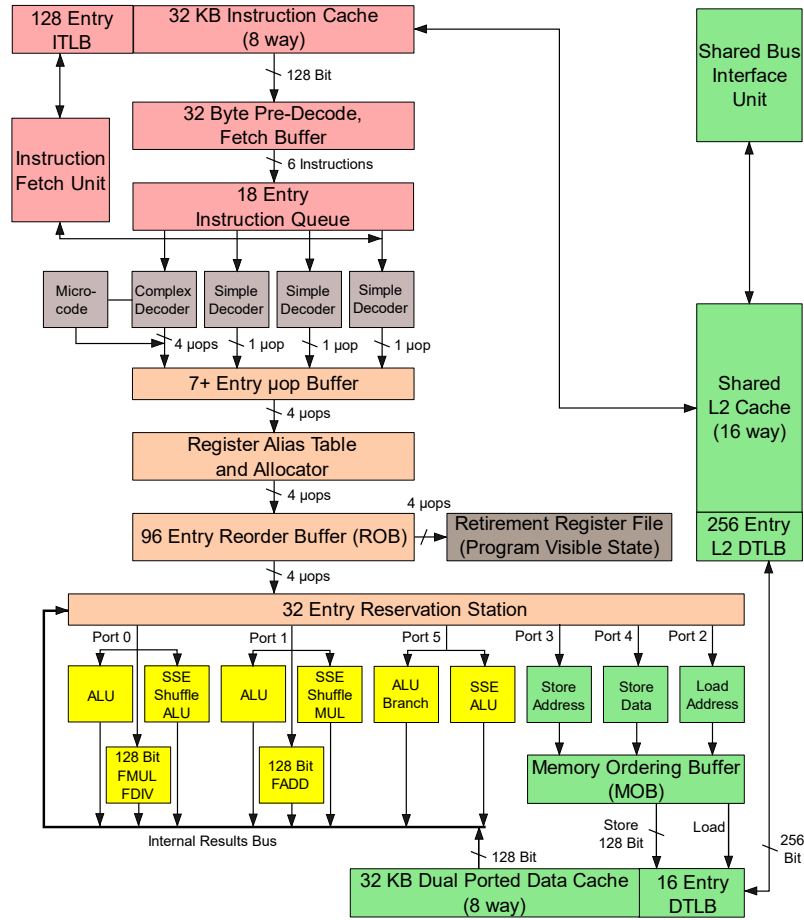 128 Entry
ITLB
32 KB Instruction Cache
(8 way)
128 Bit
32 Byte Pre-Decode,
Fetch Buffer
Instruction
Fetch Unit
6 Instructions
18 Entry
Instruction Queue
Micro-
code
Complex
Decoder
Simple
Decoder
Simple
Decoder
Simple
Decoder
4 µops
1 µop
1 µop
1 µop
7+ Entry µop Buffer
4 µops
Register Alias Table
and Allocator
4 µops
4 µops
96 Entry Reorder Buffer (ROB)
Retirement Register File
(Program Visible State)
4 µops
32 Entry Reservation Station
Port 0
Port 1
Port 5
Port 3
Port 4
Port 2
ALU
SSE
Shuffle
ALU
ALU
SSE
Shuffle
MUL
ALU
Branch
SSE
ALU
Store
Address
Store
Data
Load
Address
128 Bit
FMUL
FDIV
128 Bit
FADD
Memory Ordering Buffer
(MOB)
Internal Results Bus
Store
128 Bit
Load
128 Bit
256
Bit
32 KB Dual Ported Data Cache
(8 way)
16 Entry
DTLB
Shared Bus
Interface
Unit
Shared
L2 Cache
(16 way)
256 Entry
L2 DTLB